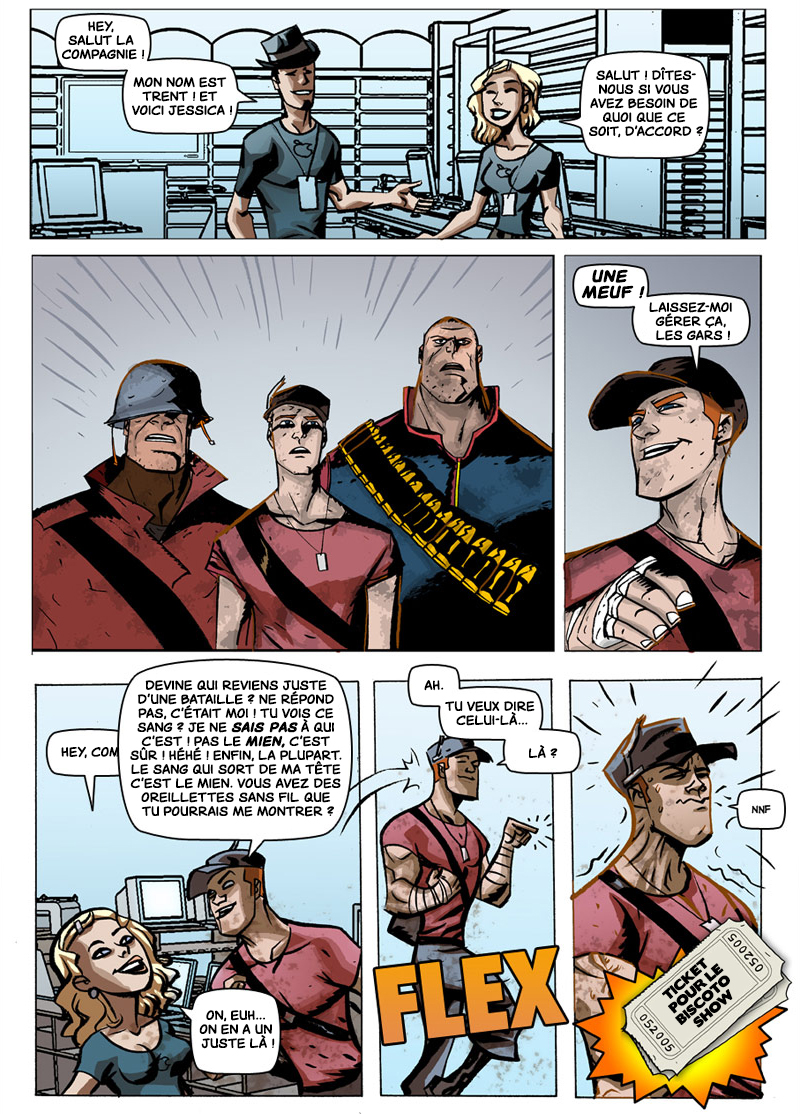 HEY,
SALUT LA
COMPAGNIE !
MON NOM EST
TRENT ! ET
VOICI JESSICA !
SALUT ! DÎTES-
NOUS SI VOUS
AVEZ BESOIN DE
QUOI QUE CE
SOIT, D'ACCORD ?
UNE
MEUF !
LAISSEZ-MOI
GÉRER ÇA,
LES GARS !
HEY, COM
DEVINE QUI REVIENS JUSTE
D'UNE BATAILLE ? NE RÉPOND
PAS, C'ÉTAIT MOI ! TU VOIS CE
SANG ? JE NE SAIS PAS À QUI
C'EST ! PAS LE MIEN, C'EST
SÛR ! HÉHÉ ! ENFIN, LA PLUPART.
LE SANG QUI SORT DE MA TÊTE
C'EST LE MIEN. VOUS AVEZ DES
OREILLETTES SANS FIL QUE
TU POURRAIS ME MONTRER ?
ON, EUH...
ON EN A UN
JUSTE LÀ !
AH.
TU VEUX DIRE
CELUI-LÀ...
LÀ ?
FLEX
NNF
052005
TICKET
POUR LE
BISCOTO
SHOW
052005